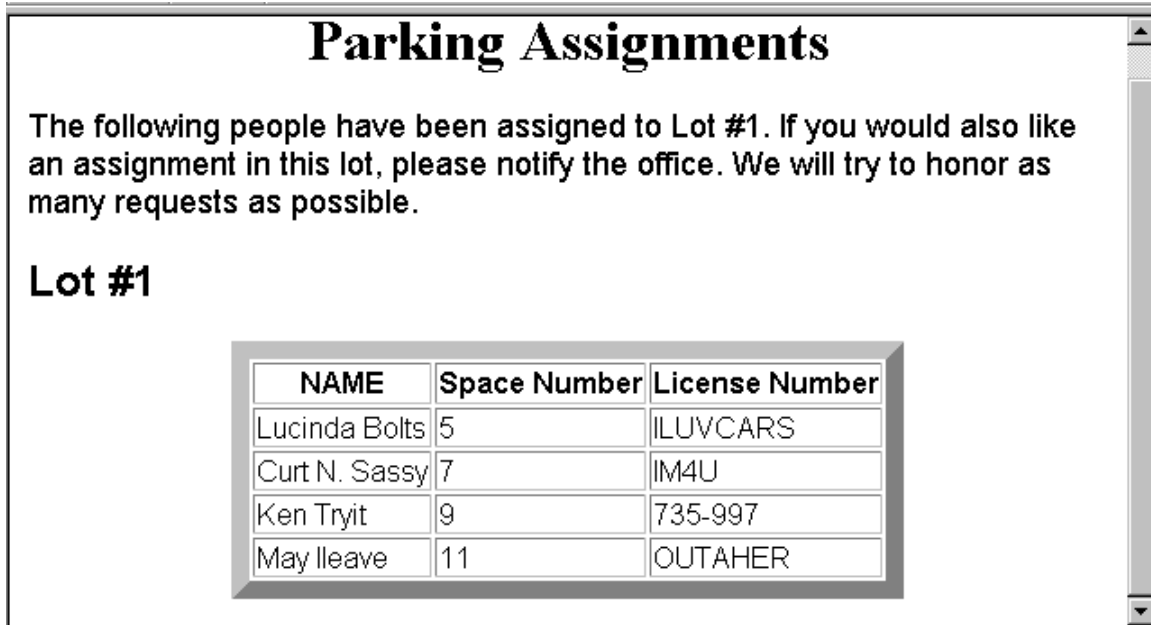 Parking Assignments
The following people have been assigned to Lot #1. If you would also like
an assignment in this lot, please notify the office. We will try to honor as
many requests as possible.
Lot #1
NAME Space Number License Number
Lucinda Bolts 5 ILUVCARS
Curt N. Sassy 7 IM4U
Ken Tryit 9 735-997
May Ileave 11 OUTAHER